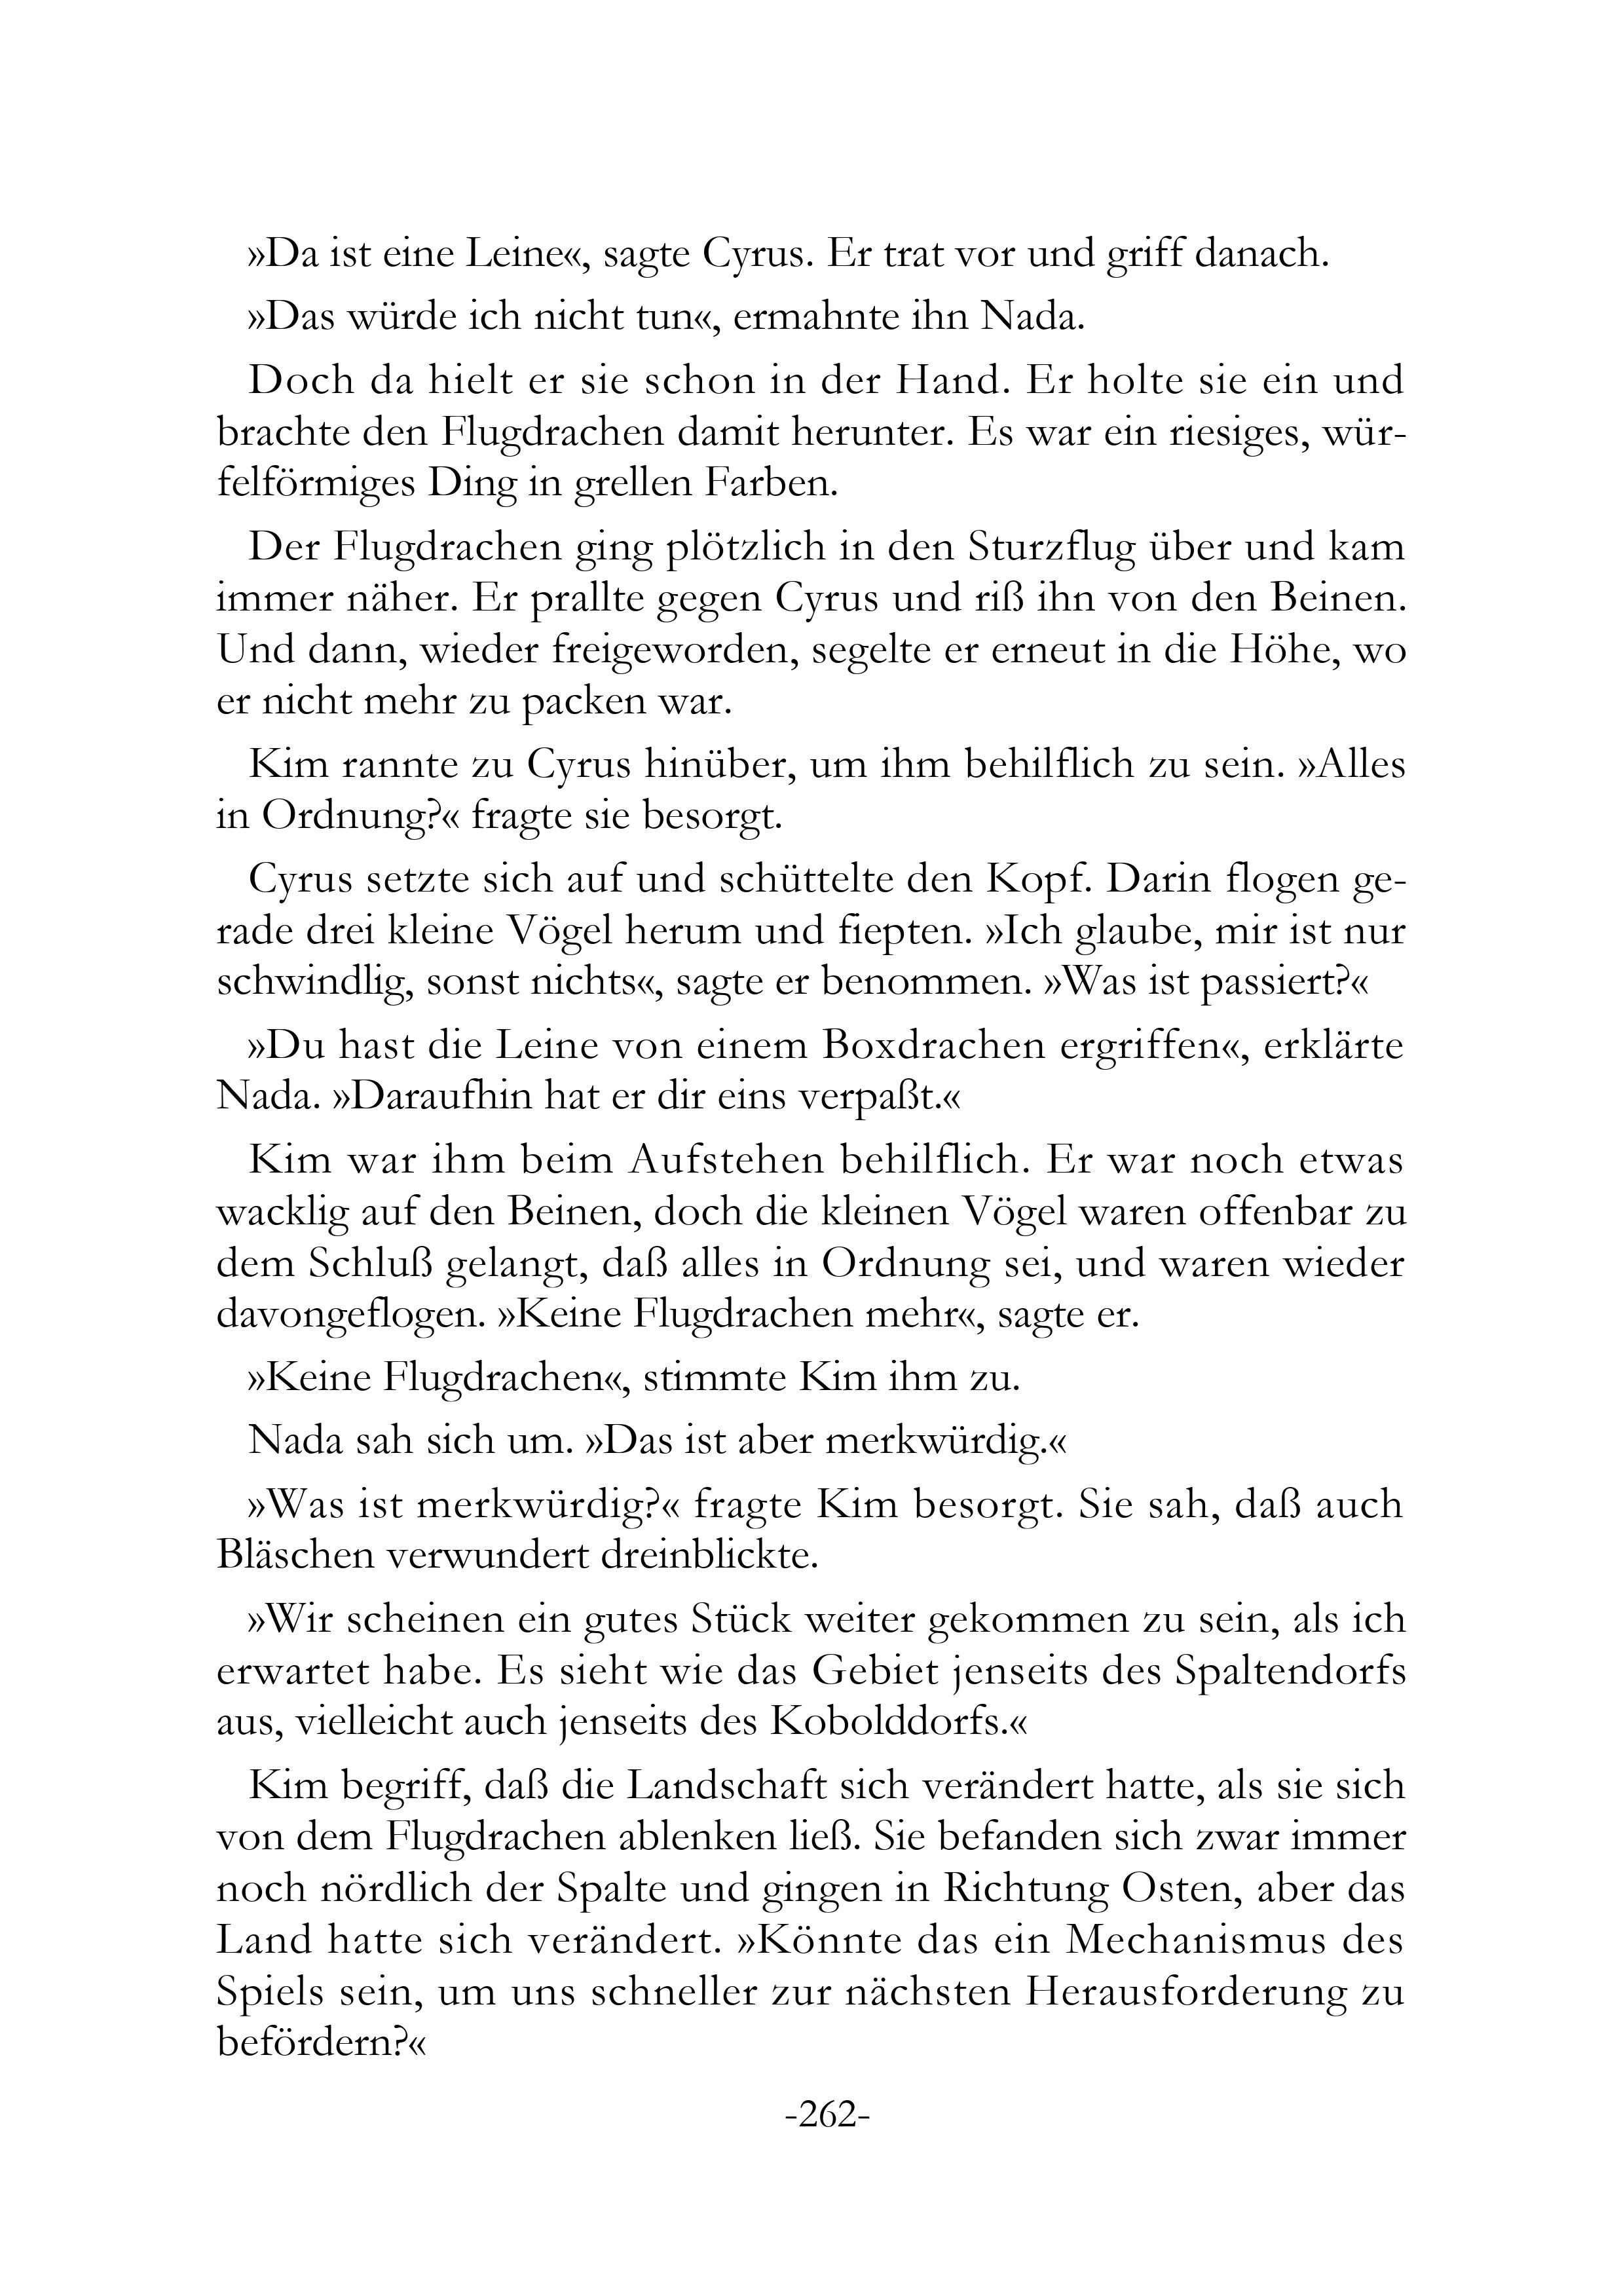 »Da ist eine Leine«, sagte Cyrus. Er trat vor und griff danach.
»Das würde ich nicht tun«, ermahnte ihn Nada.
Doch da hielt er sie schon in der Hand. Er holte sie ein und
brachte den Flugdrachen damit herunter. Es war ein riesiges, wür-
felförmiges Ding in grellen Farben.
Der Flugdrachen ging plötzlich in den Sturzflug über und kam
immer näher. Er prallte gegen Cyrus und riß ihn von den Beinen.
Und dann, wieder freigeworden, segelte er erneut in die Höhe, wo
er nicht mehr zu packen war.
Kim rannte zu Cyrus hinüber, um ihm behilflich zu sein. »Alles
in Ordnung?« fragte sie besorgt.
Cyrus setzte sich auf und schüttelte den Kopf. Darin flogen ge-
rade drei kleine Vögel herum und fiepten. »Ich glaube, mir ist nur
schwindlig, sonst nichts«, sagte er benommen. »Was ist passiert?«
»Du hast die Leine von einem Boxdrachen ergriffen«, erklärte
Nada. »Daraufhin hat er dir eins verpaßt.«
Kim war ihm beim Aufstehen behilflich. Er war noch etwas
wacklig auf den Beinen, doch die kleinen Vögel waren offenbar zu
dem Schluß gelangt, daß alles in Ordnung sei, und waren wieder
davongeflogen. »Keine Flugdrachen mehr«, sagte er.
»Keine Flugdrachen«, stimmte Kim ihm zu.
Nada sah sich um. »Das ist aber merkwürdig.«
»Was ist merkwürdig?« fragte Kim besorgt. Sie sah, daß auch
Bläschen verwundert dreinblickte.
»Wir scheinen ein gutes Stück weiter gekommen zu sein, als ich
erwartet habe. Es sieht wie das Gebiet jenseits des Spaltendorfs
aus, vielleicht auch jenseits des Kobolddorfs.«
Kim begriff, daß die Landschaft sich verändert hatte, als sie sich
von dem Flugdrachen ablenken ließ. Sie befanden sich zwar immer
noch nördlich der Spalte und gingen in Richtung Osten, aber das
Land hatte sich verändert. »Könnte das ein Mechanismus des
Spiels sein, um uns schneller zur nächsten Herausforderung zu
befördern?«
-262-